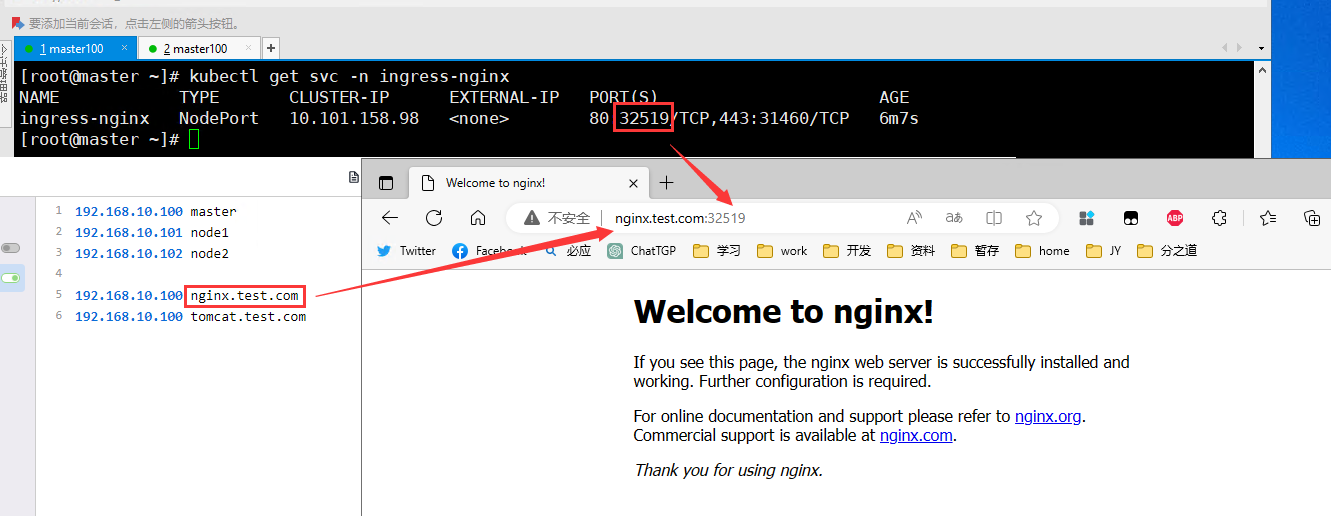 要添加当前会话，点击左侧的箭头按钮。
1 master100 ×
2 master100 × +
[root@master ~]# kubectl get svc -n ingress-nginx
NAME TYPE CLUSTER-IP EXTERNAL-IP PORT(S) AGE
ingress-nginx NodePort 10.101.158.98 <none> 80 32519/TCP,443:31460/TCP 6m7s
[root@master ~]#
1 192.168.10.100 master
2 192.168.10.101 node1
3 192.168.10.102 node2
4
5 192.168.10.100 nginx.test.com
6 192.168.10.100 tomcat.test.com
Welcome to nginx!
不安全 nginx.test.com:32519
ABP
Twitter Facebook 必应 ChatGTP 学习 work 开发 资料 暂存 home JY 分之道
Welcome to nginx!
If you see this page, the nginx web server is successfully installed and
working. Further configuration is required.
For online documentation and support please refer to nginx.org.
Commercial support is available at nginx.com.
Thank you for using nginx.